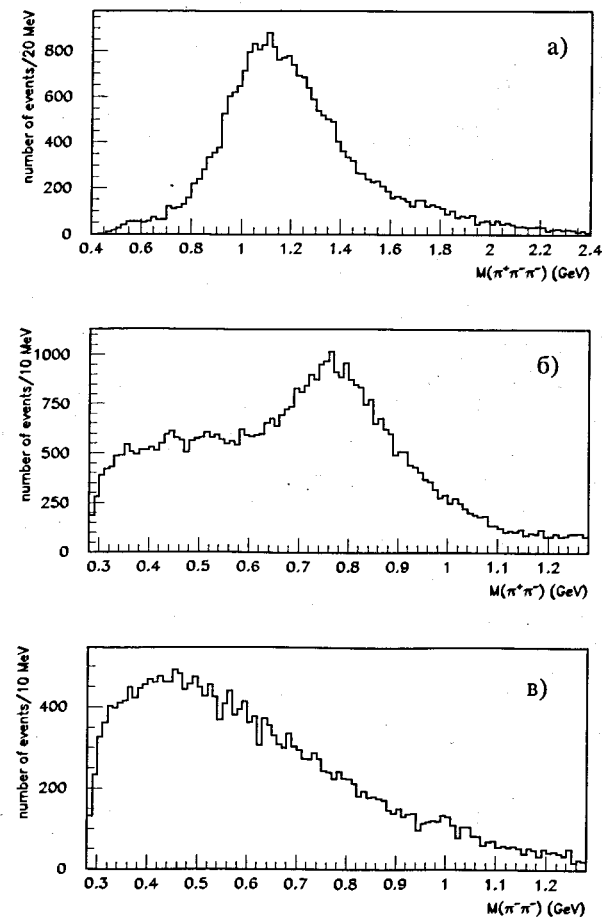 number of events/20 MeV
800
600
400
200
0
а)
0.4 0.6 0.8 1 1.2 1.4 1.6 1.8 2 2.2 2.4
M(π⁺π⁻π⁻) (GeV)
number of events/10 MeV
1000
750
500
250
0
б)
0.3 0.4 0.5 0.6 0.7 0.8 0.9 1 1.1 1.2
M(π⁺π⁻) (GeV)
number of events/10 MeV
400
200
0
в)
0.3 0.4 0.5 0.6 0.7 0.8 0.9 1 1.1 1.2
M(π⁻π⁻) (GeV)